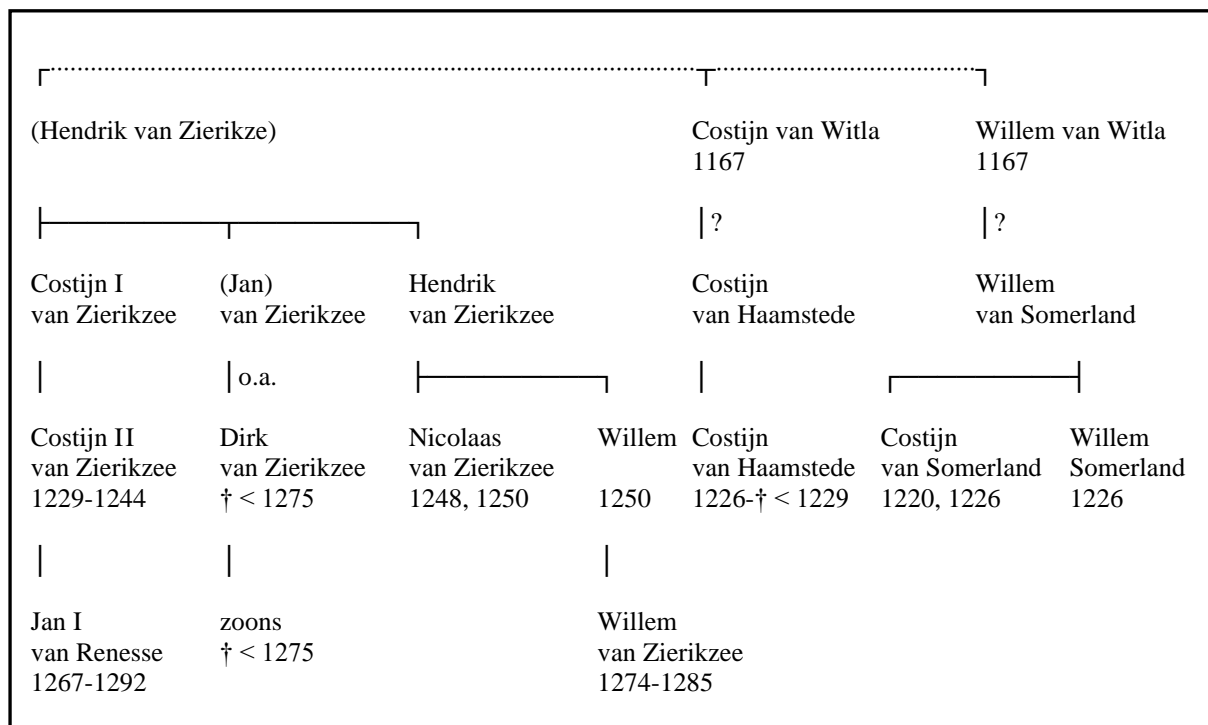 (Hendrik van Zierikze) Costijn van Witla Willem van Witla
1167 1167
? ?
Costijn I (Jan) Hendrik Costijn Willem
van Zierikzee van Zierikzee van Zierikzee van Haamstede van Somerland
o.a.
Costijn II Dirk Nicolaas Willem Costijn Costijn Willem
van Zierikzee van Zierikzee van Zierikzee van Haamstede van Somerland Somerland
1229-1244 † < 1275 1248, 1250 1250 1226-† < 1229 1220, 1226 1226
Jan I zoons Willem
van Renesse † < 1275 van Zierikzee
1267-1292 1274-1285